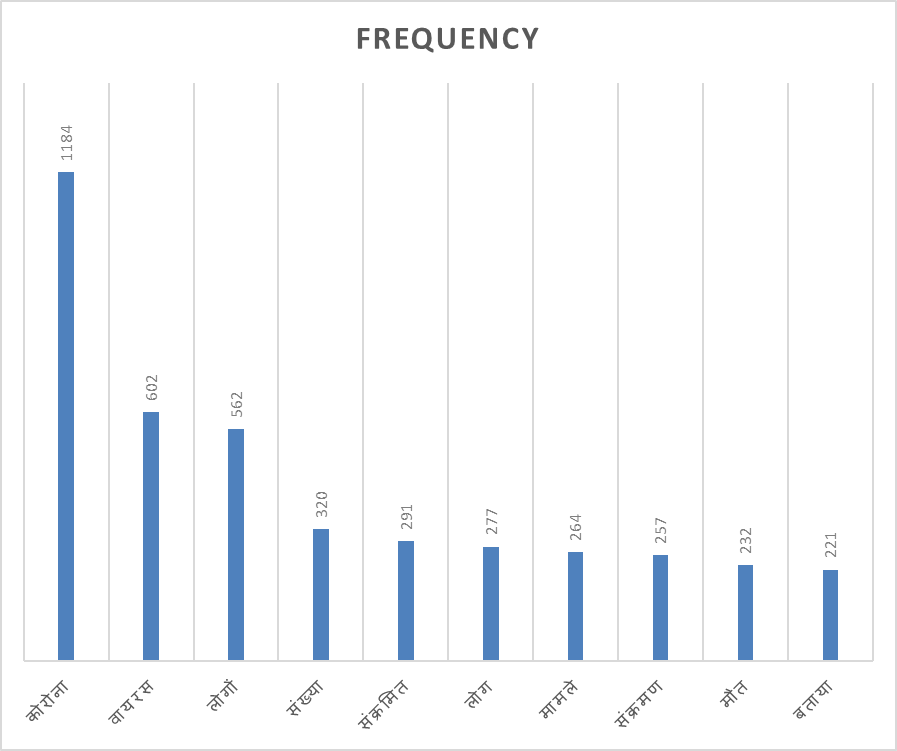 FREQUENCY
1184
602
562
320
291
277
264
257
232
221
कोरोना
वायरस
लोगों
संख्या
संक्रमित
लोग
मामले
संक्रमण
मौत
बताया